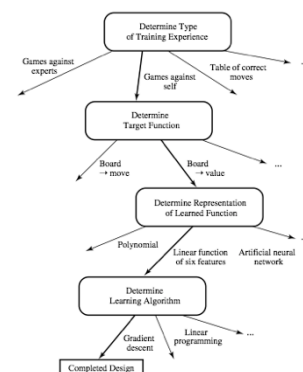 Determine Type
of Training Experience
Games against
experts
Games against
self
Table of correct
moves
...
Determine
Target Function
Board
→ move
Board
→ value
...
Determine Representation
of Learned Function
Polynomial
Linear function
of six features
Artificial neural
network
...
Determine
Learning Algorithm
Gradient
descent
Linear
programming
...
Completed Design